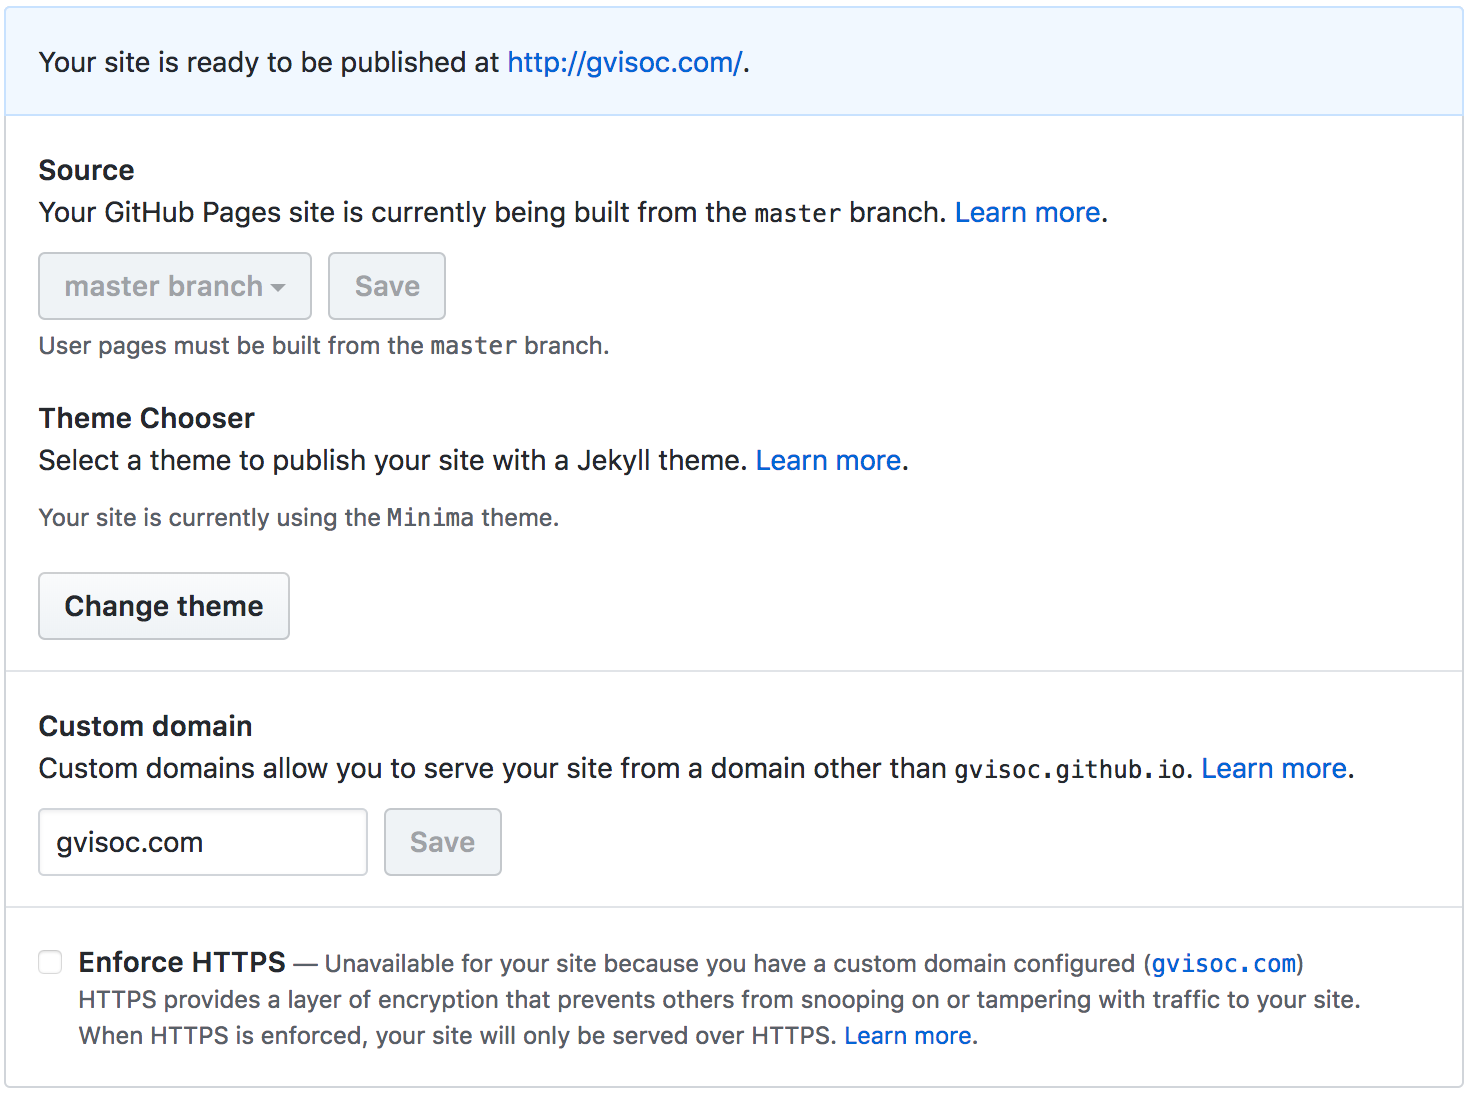 Your site is ready to be published at http://gvisoc.com/.
Source
Your GitHub Pages site is currently being built from the master branch. Learn more.
master branch
Save
User pages must be built from the master branch.
Theme Chooser
Select a theme to publish your site with a Jekyll theme. Learn more.
Your site is currently using the Minima theme.
Change theme
Custom domain
Custom domains allow you to serve your site from a domain other than gvisoc.github.io. Learn more.
gvisoc.com
Save
Enforce HTTPS — Unavailable for your site because you have a custom domain configured (gvisoc.com)
HTTPS provides a layer of encryption that prevents others from snooping on or tampering with traffic to your site.
When HTTPS is enforced, your site will only be served over HTTPS. Learn more.